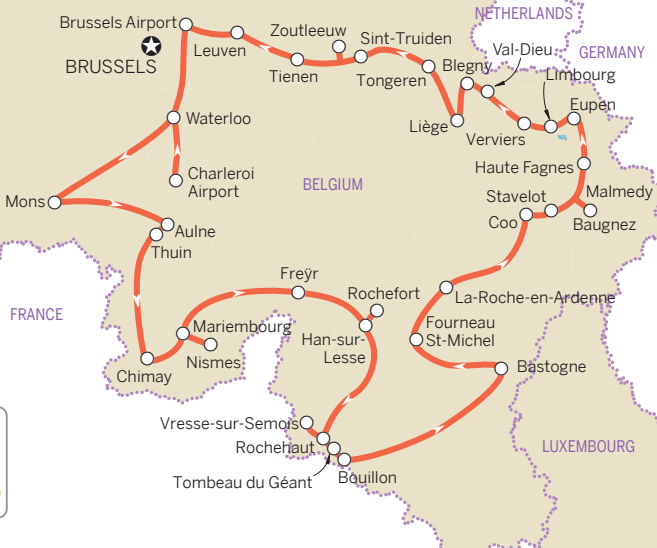 NETHERLANDS
Brussels Airport
Zoutleeuw
Sint-Truiden
Val-Dieu
GERMANY
Leuven
BRUSSELS
Tienen
Tongeren
Blegny
Limbourg
Eupen
Waterloo
Liège
Verviers
Haute Fagnes
Charleroi
Airport
BELGIUM
Stavelot
Malmedy
Mons
Coo
Baugnez
Aulne
Thuin
Freÿr
Rochefort
La-Roche-en-Ardenne
FRANCE
Mariembourg
Han-sur-
Lesse
Fourneau
St-Michel
Nismes
Chimay
Bastogne
Vresse-sur-Semois
Rochehaut
LUXEMBOURG
Tombeau du Géant
Bouillon